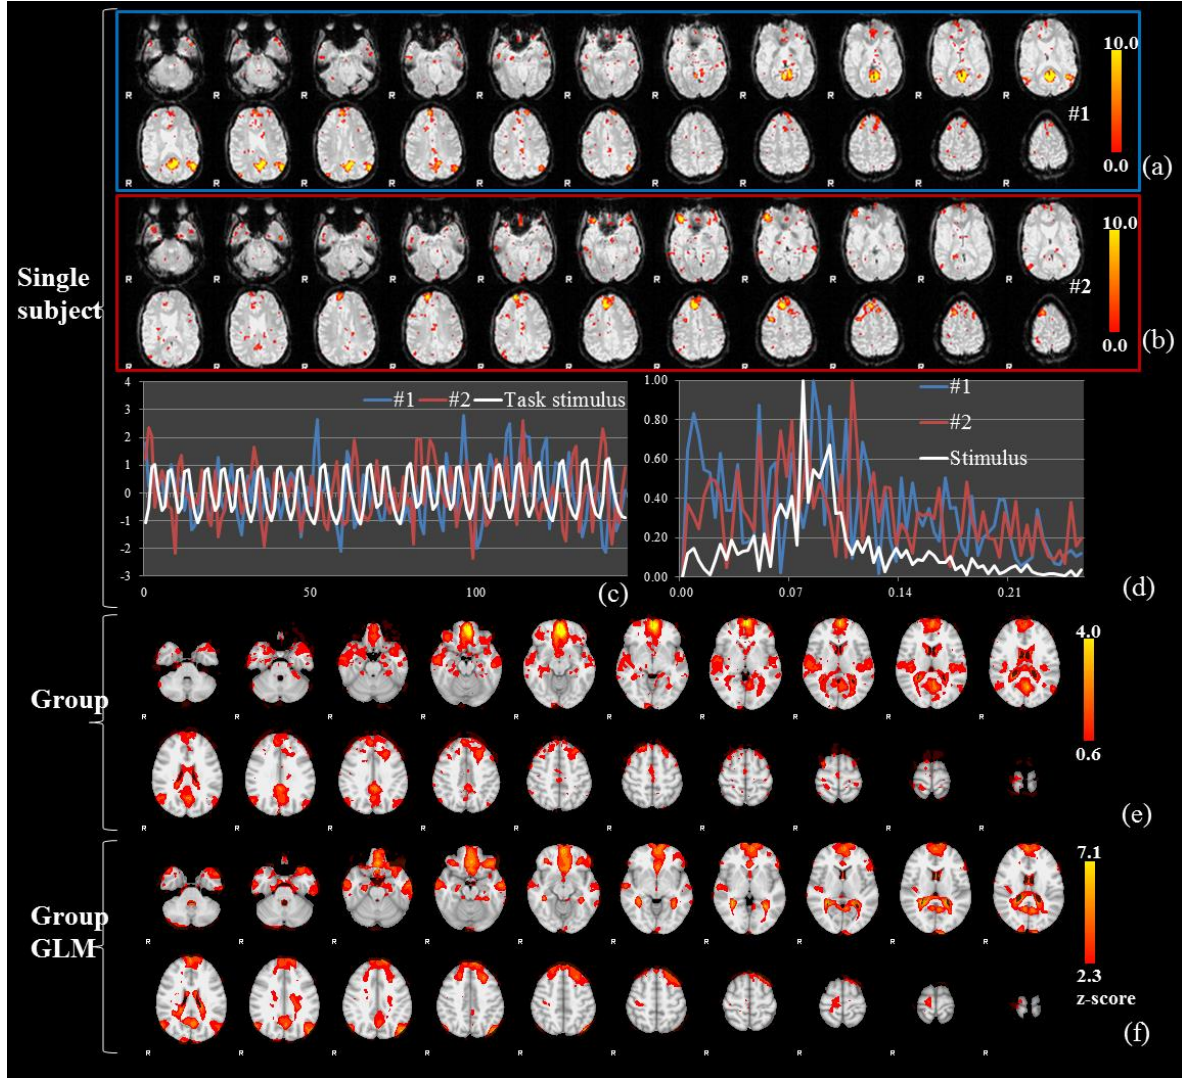 R R R R R R R R R R R
#1
10.0
0.0
(a)
R R R R R R R R R R R
R R R R R R R R R R R
#2
10.0
0.0
(b)
R R R R R R R R R R R
Single
subject
4
3
2
1
0
-1
-2
-3
0 50 100
#1 #2 Task stimulus
(c)
1.00
0.80
0.60
0.40
0.20
0.00
0.00 0.07 0.14 0.21
#1
#2
Stimulus
(d)
Group
4.0
0.6
R R R R R R R R R R
R R R R R R R R R R
(e)
Group
GLM
7.1
2.3
z-score
R R R R R R R R R R
R R R R R R R R R R
(f)